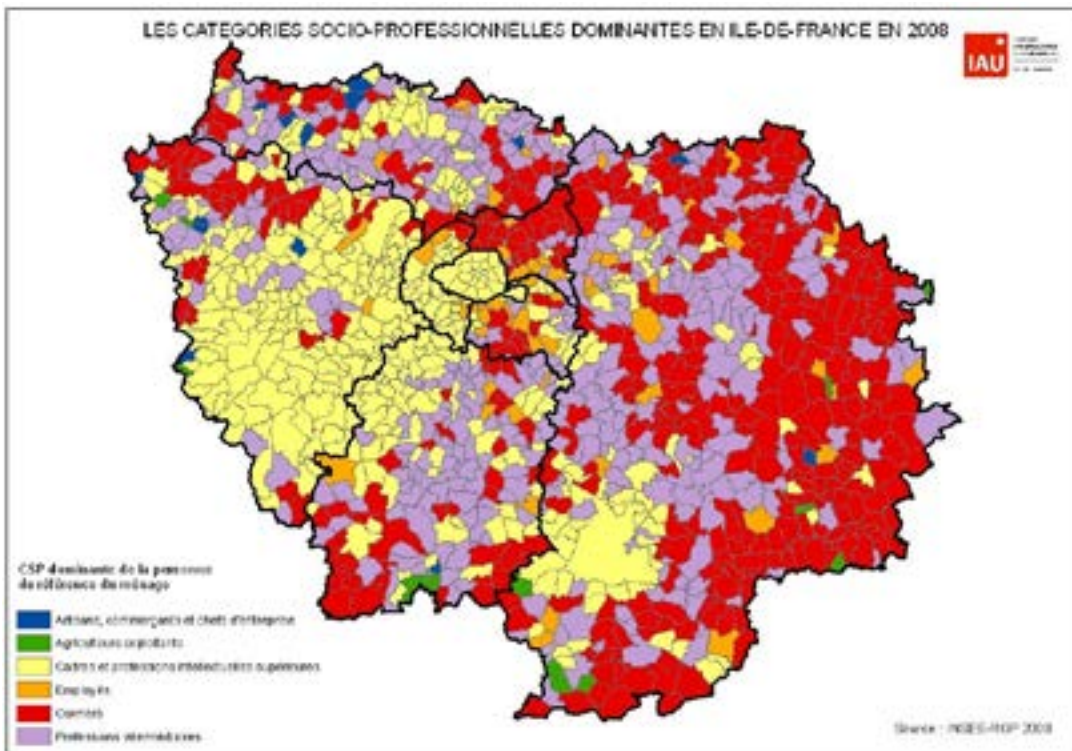 LES CATEGORIES SOCIO-PROFESSIONNELLES DOMINANTES EN ILE-DE-FRANCE EN 2008
IAU
CSP dominante de la personne
de référence du ménage
Artisans, commerçants et chefs d'entreprise
Agriculteurs exploitants
Cadres et professions intellectuelles supérieures
Employés
Ouvriers
Professions intermédiaires
Source : INSEE-RGP 2008